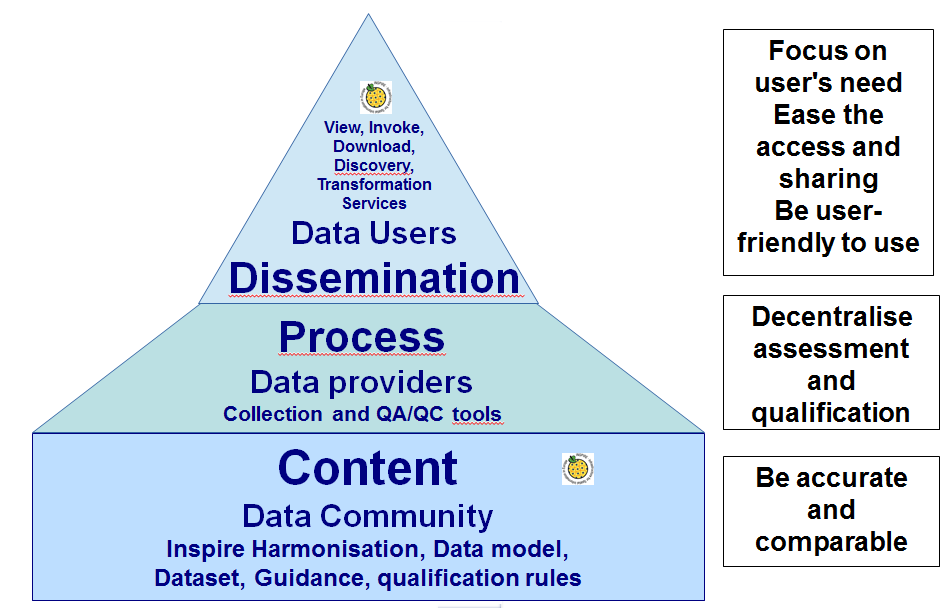 View, Invoke,
Download,
Discovery,
Transformation
Services
Data Users
Dissemination
Process
Data providers
Collection and QA/QC tools
Content
Data Community
Inspire Harmonisation, Data model,
Dataset, Guidance, qualification rules
Focus on
user's need
Ease the
access and
sharing
Be user-
friendly to use
Decentralise
assessment
and
qualification
Be accurate
and
comparable